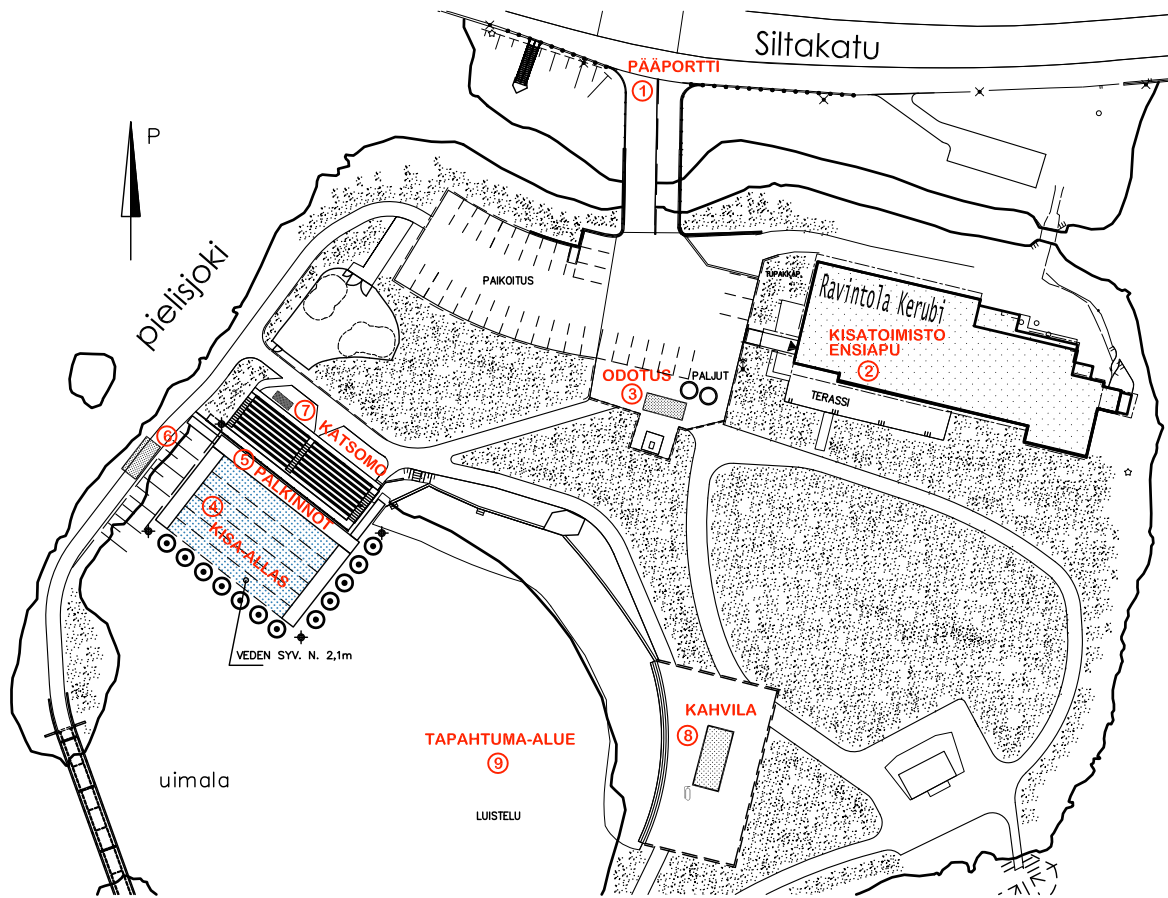 Siltakatu
PÄÄPORTTI
1
P
pielisjoki
PAIKOITUS
TUPAKKAP.
Ravintola Kerubi
KISATOIMISTO
ENSIAPU
2
ODOTUS
3
PALJUT
TERASSI
7
KATSOMO
6
5
PALKINNOT
4
KISA-ALLAS
VEDEN SYV. N. 2,1m
KAHVILA
8
TAPAHTUMA-ALUE
9
uimala
LUISTELU